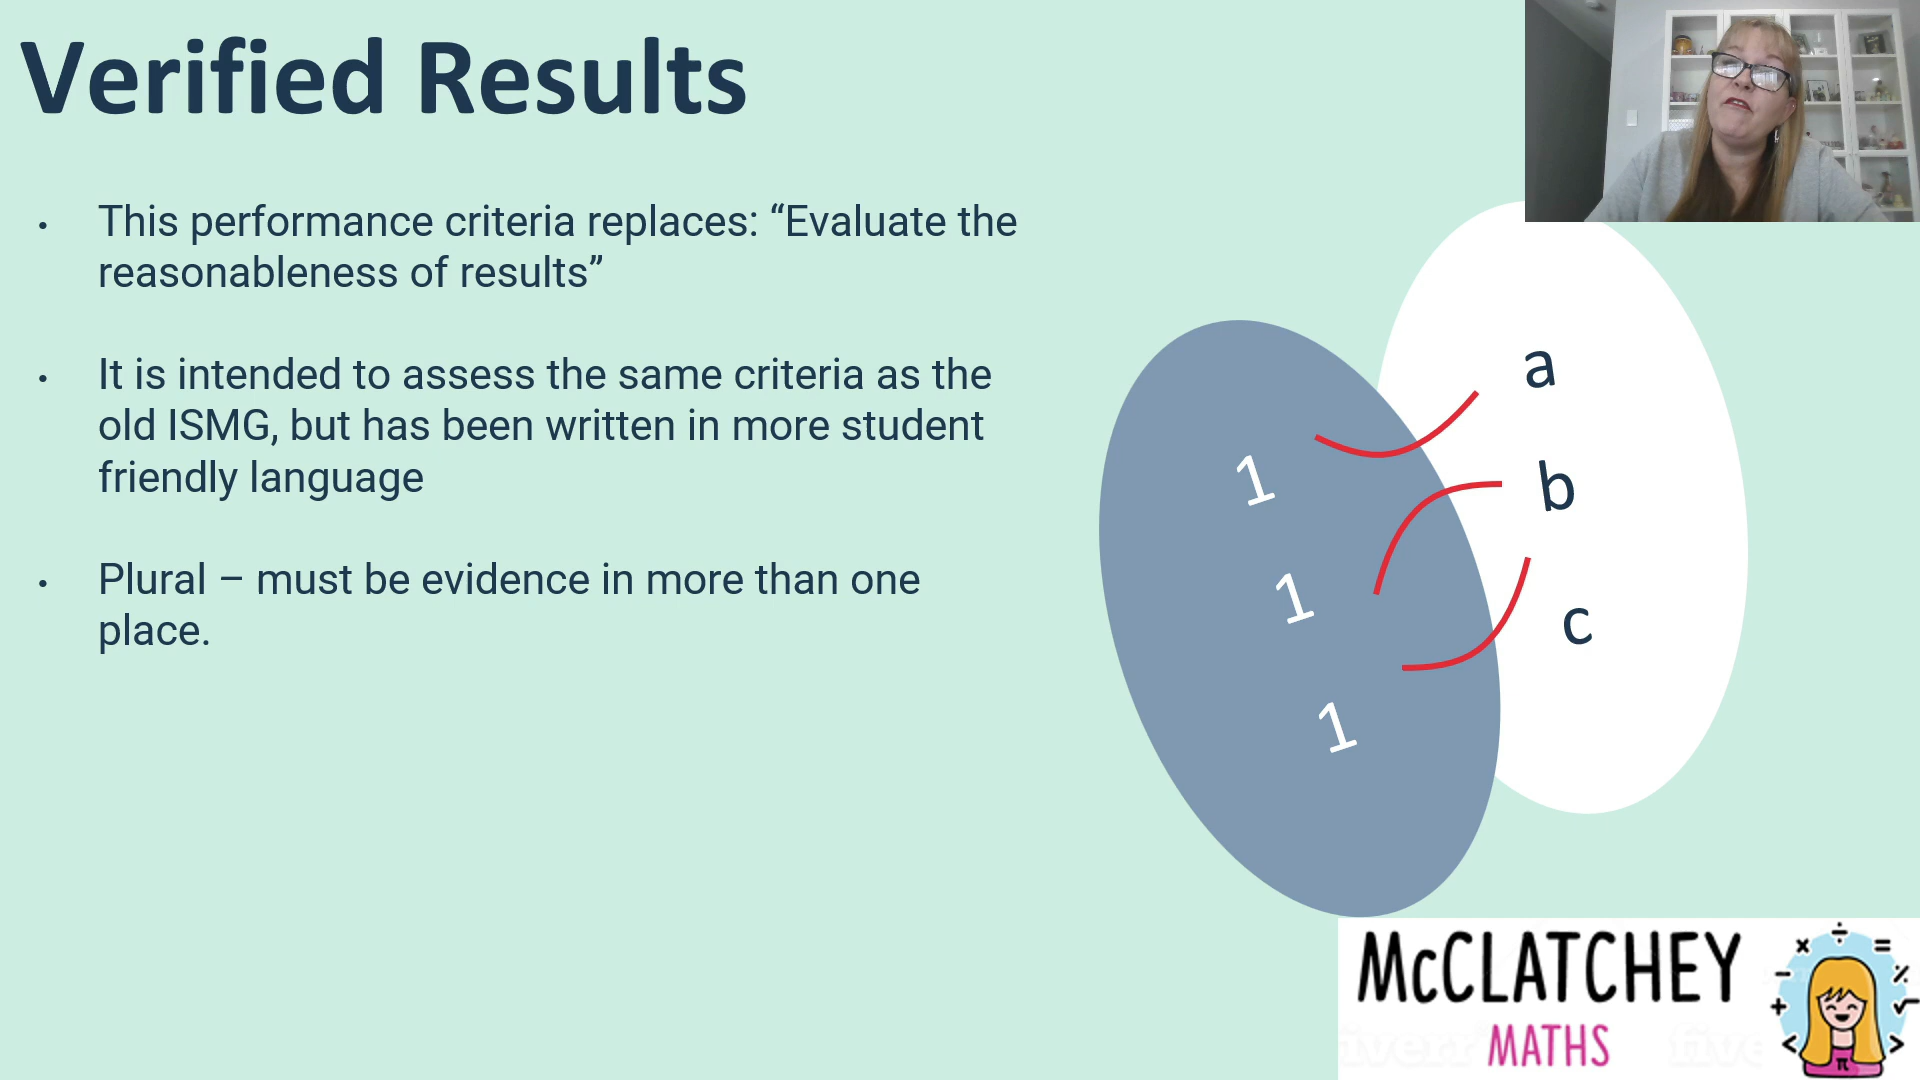 Verified Results
• This performance criteria replaces: “Evaluate the
reasonableness of results”
• It is intended to assess the same criteria as the
old ISMG, but has been written in more student
friendly language
• Plural – must be evidence in more than one
place.
a
b
c
1
1
1
McCLATCHEY
MATHS
× ÷ =
− %
+ √
< π >